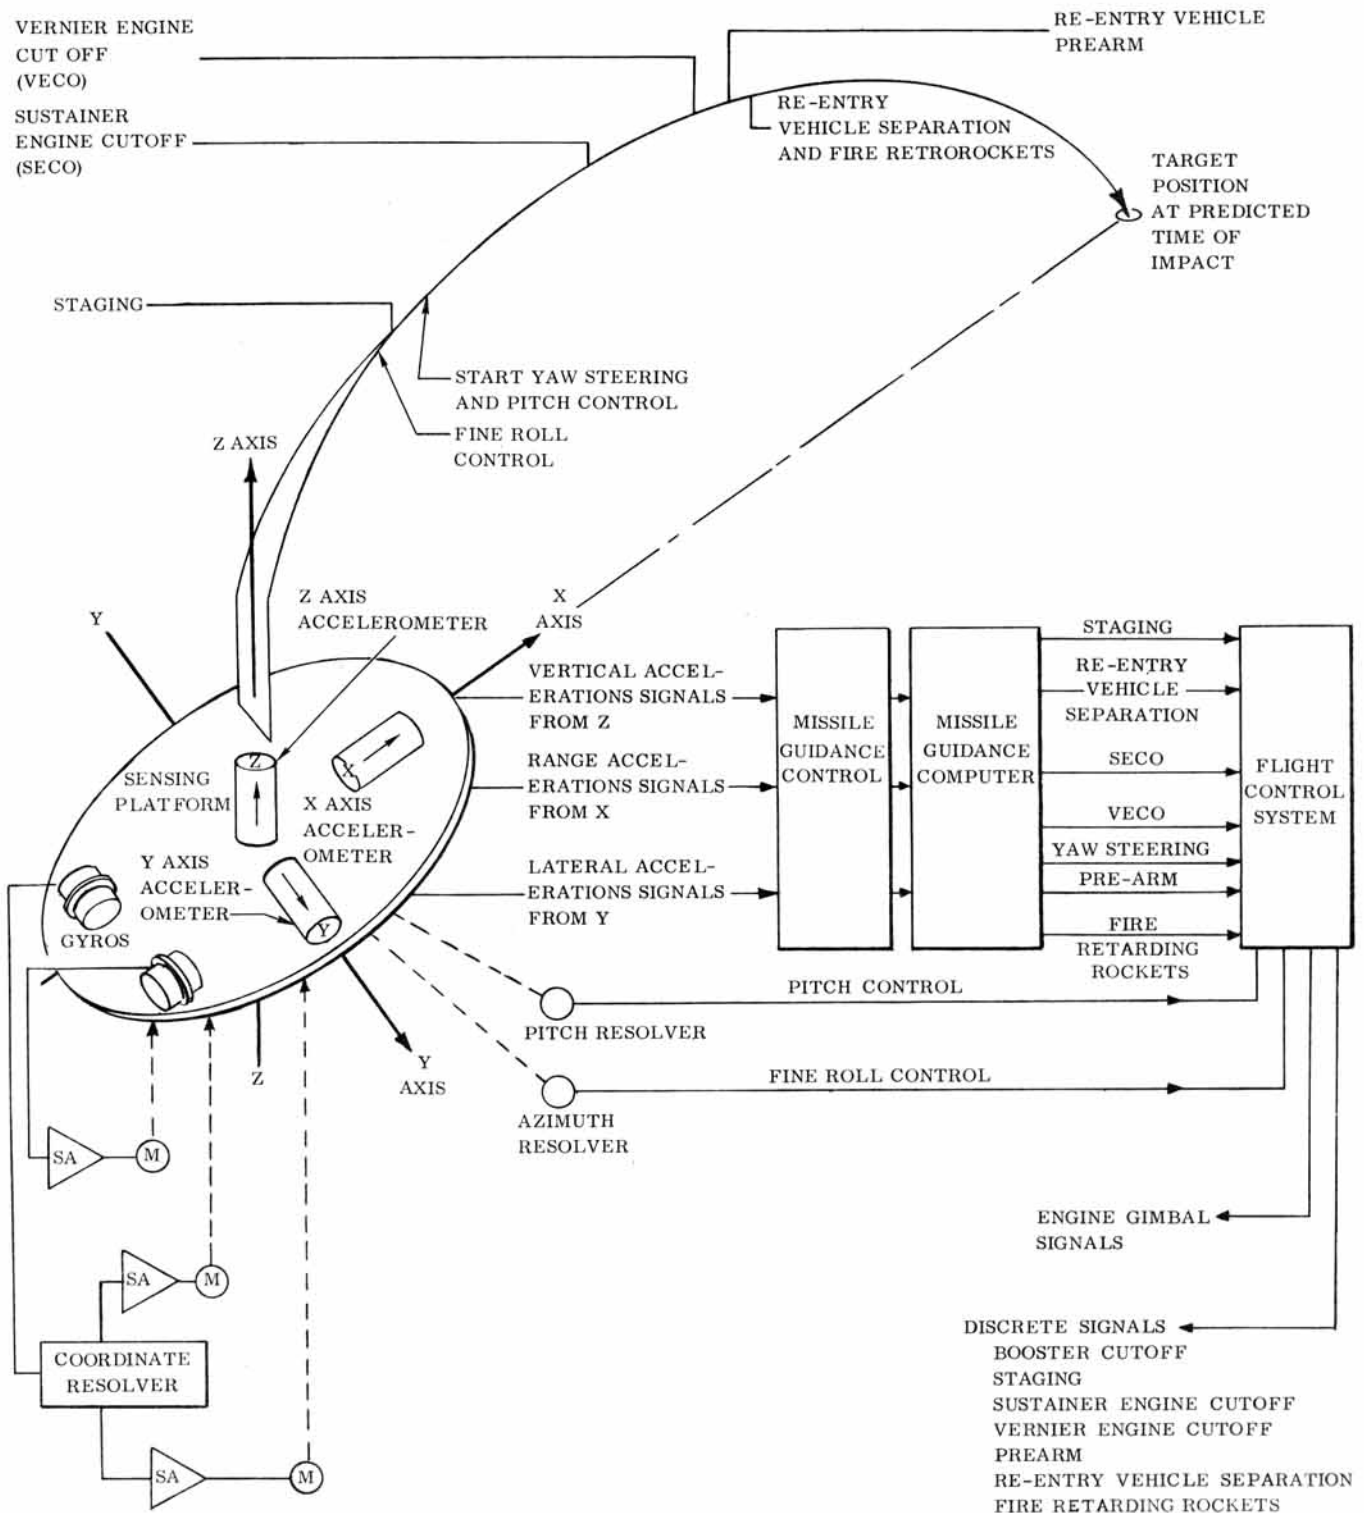 VERNIER ENGINE
CUT OFF
(VECO)
RE-ENTRY VEHICLE
PREARM
SUSTAINER
ENGINE CUTOFF
(SECO)
RE-ENTRY
VEHICLE SEPARATION
AND FIRE RETROROCKETS
TARGET
POSITION
AT PREDICTED
TIME OF
IMPACT
STAGING
START YAW STEERING
AND PITCH CONTROL
FINE ROLL
CONTROL
Z AXIS
Z AXIS
ACCELEROMETER
X
AXIS
Y
VERTICAL ACCEL-
ERATIONS SIGNALS
FROM Z
RANGE ACCEL-
ERATIONS SIGNALS
FROM X
LATERAL ACCEL-
ERATIONS SIGNALS
FROM Y
MISSILE
GUIDANCE
CONTROL
MISSILE
GUIDANCE
COMPUTER
STAGING
RE-ENTRY
VEHICLE
SEPARATION
SECO
VECO
YAW STEERING
PRE-ARM
FIRE
RETARDING
ROCKETS
FLIGHT
CONTROL
SYSTEM
Z
X
SENSING
PLATFORM
X AXIS
ACCELER-
OMETER
Y AXIS
ACCELER-
OMETER
Y
GYROS
PITCH CONTROL
PITCH RESOLVER
Z
Y
AXIS
FINE ROLL CONTROL
AZIMUTH
RESOLVER
SA
M
SA
M
COORDINATE
RESOLVER
SA
M
ENGINE GIMBAL
SIGNALS
DISCRETE SIGNALS
BOOSTER CUTOFF
STAGING
SUSTAINER ENGINE CUTOFF
VERNIER ENGINE CUTOFF
PREARM
RE-ENTRY VEHICLE SEPARATION
FIRE RETARDING ROCKETS